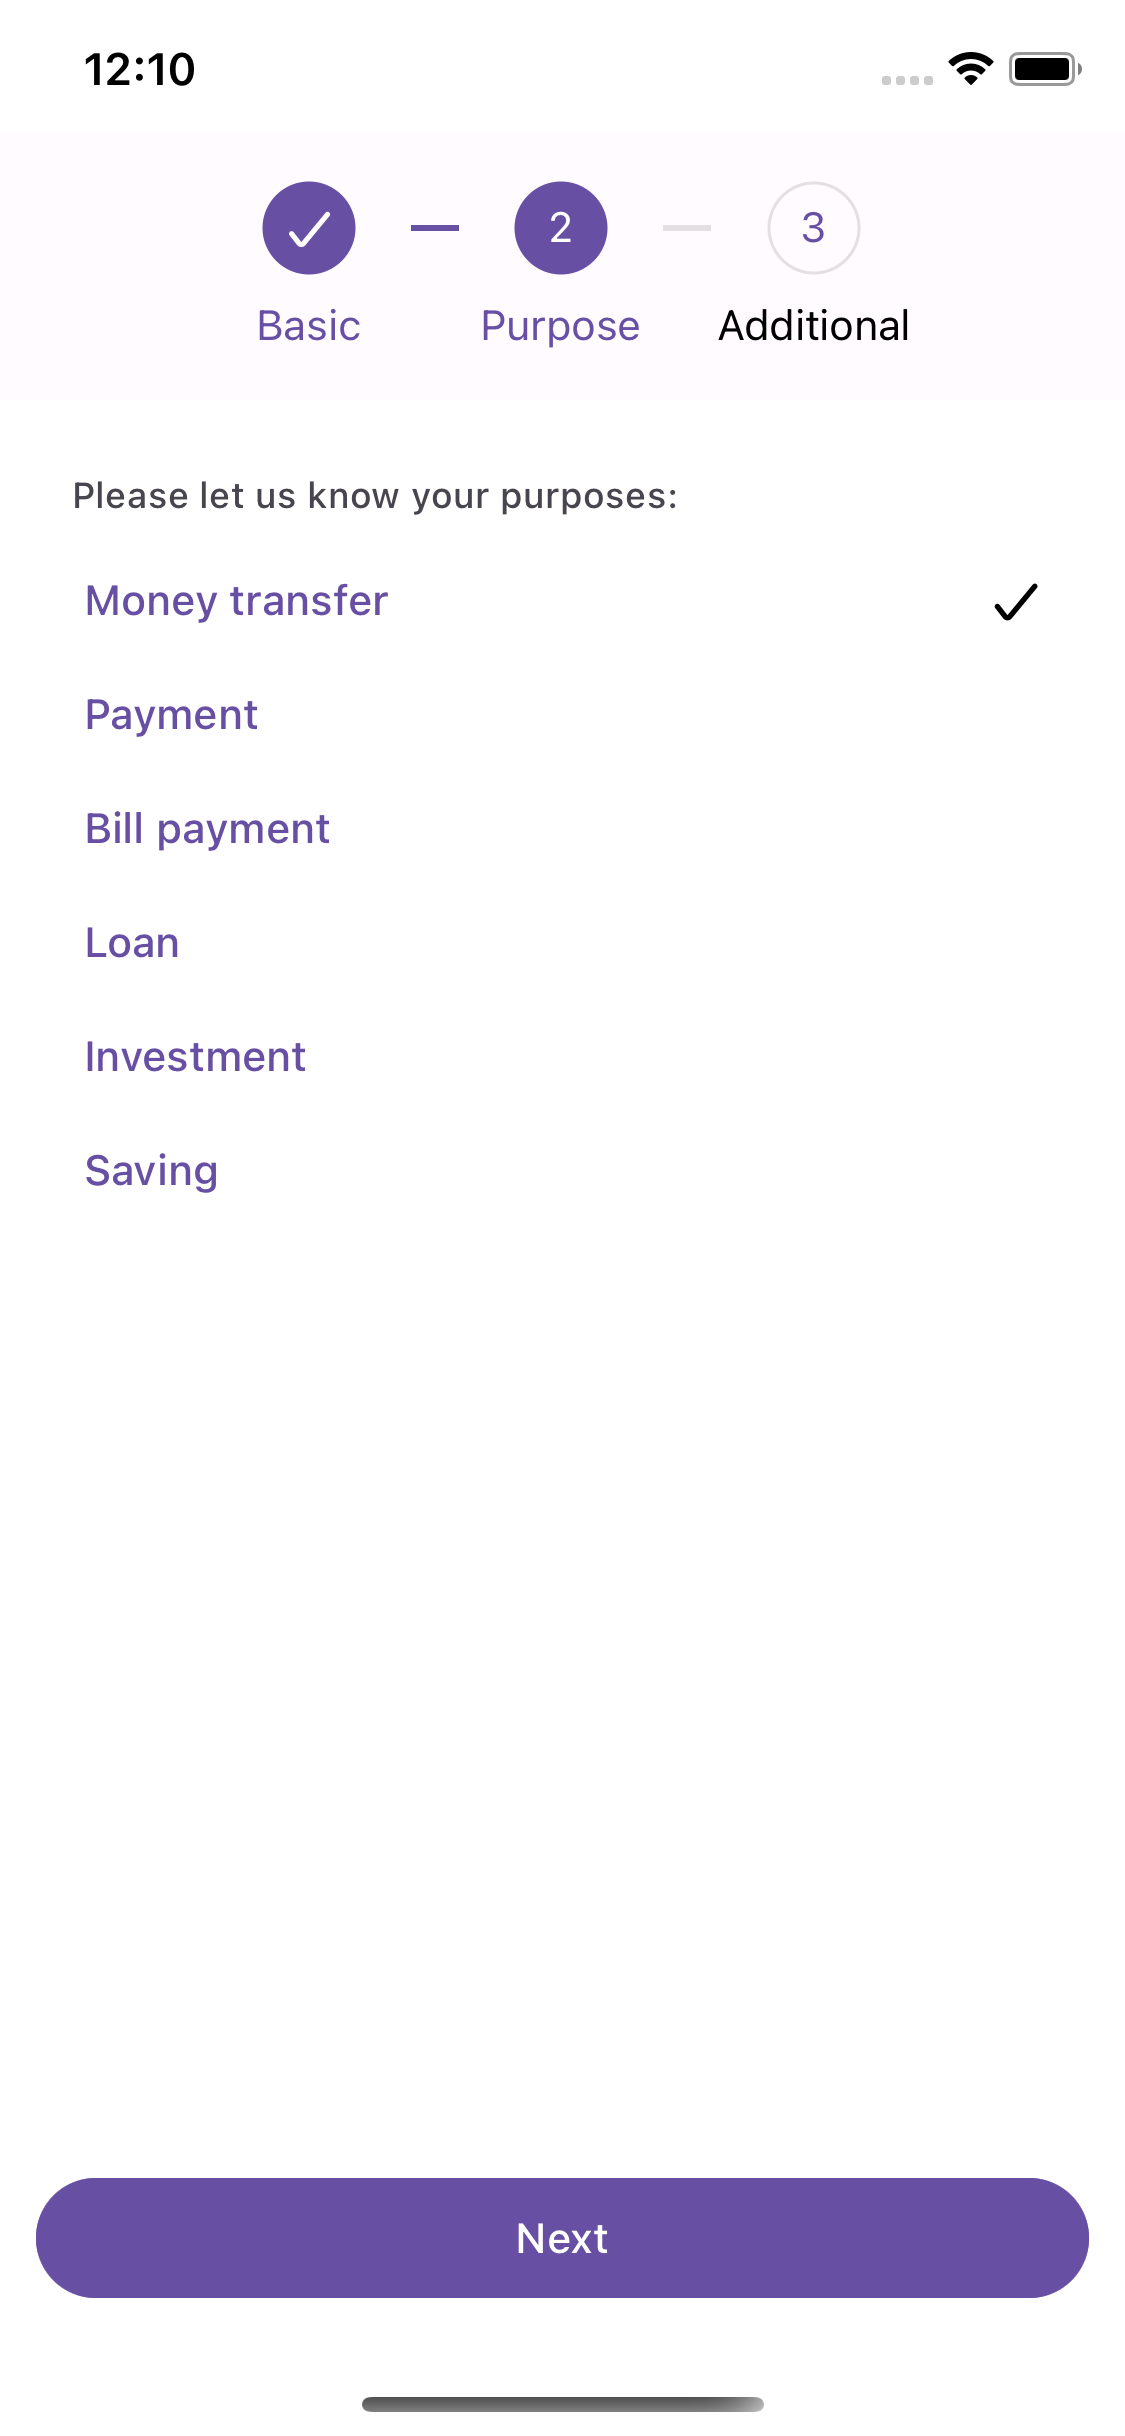 12:10
2
3
Basic
Purpose
Additional
Please let us know your purposes:
Money transfer
Payment
Bill payment
Loan
Investment
Saving
Next